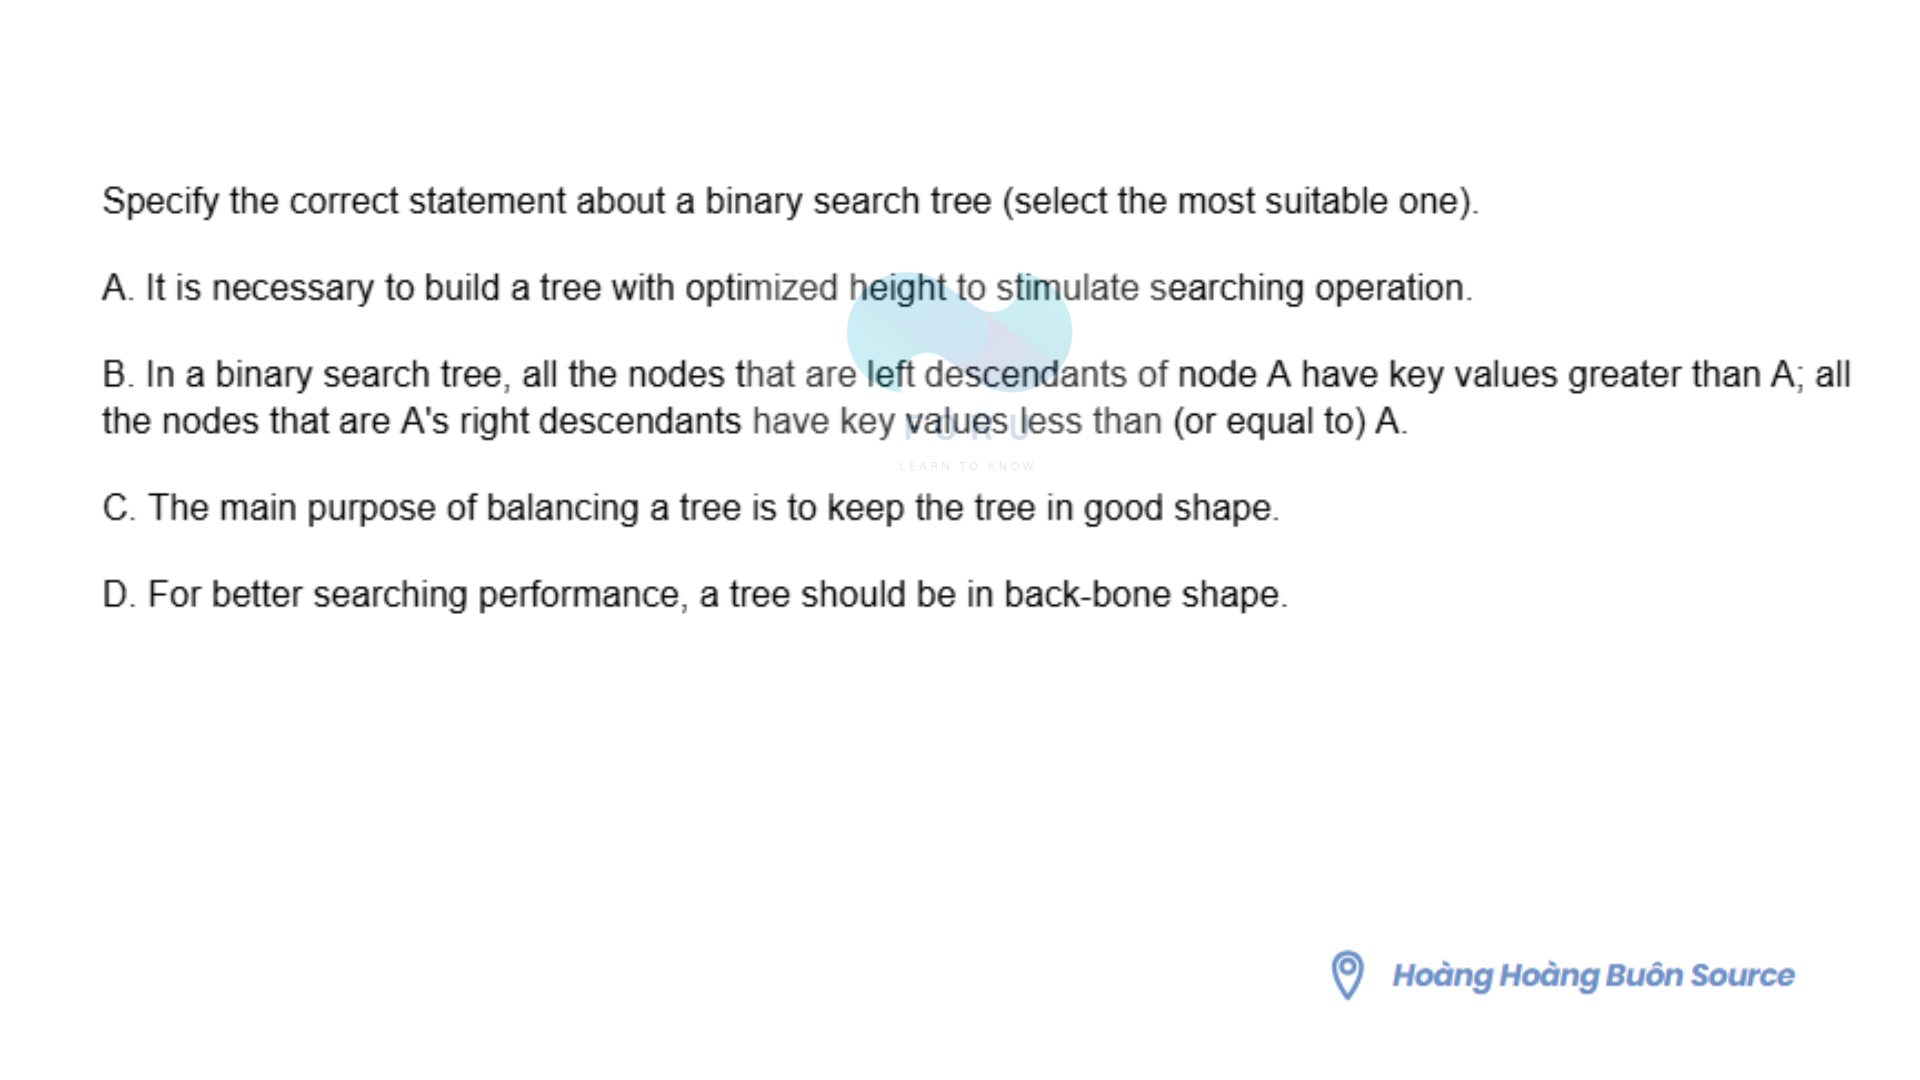 Specify the correct statement about a binary search tree (select the most suitable one).
A. It is necessary to build a tree with optimized height to stimulate searching operation.
B. In a binary search tree, all the nodes that are left descendants of node A have key values greater than A; all
the nodes that are A's right descendants have key values less than (or equal to) A.
FORU
LEARN TO KNOW
C. The main purpose of balancing a tree is to keep the tree in good shape.
D. For better searching performance, a tree should be in back-bone shape.
Hoàng Hoàng Buôn Source